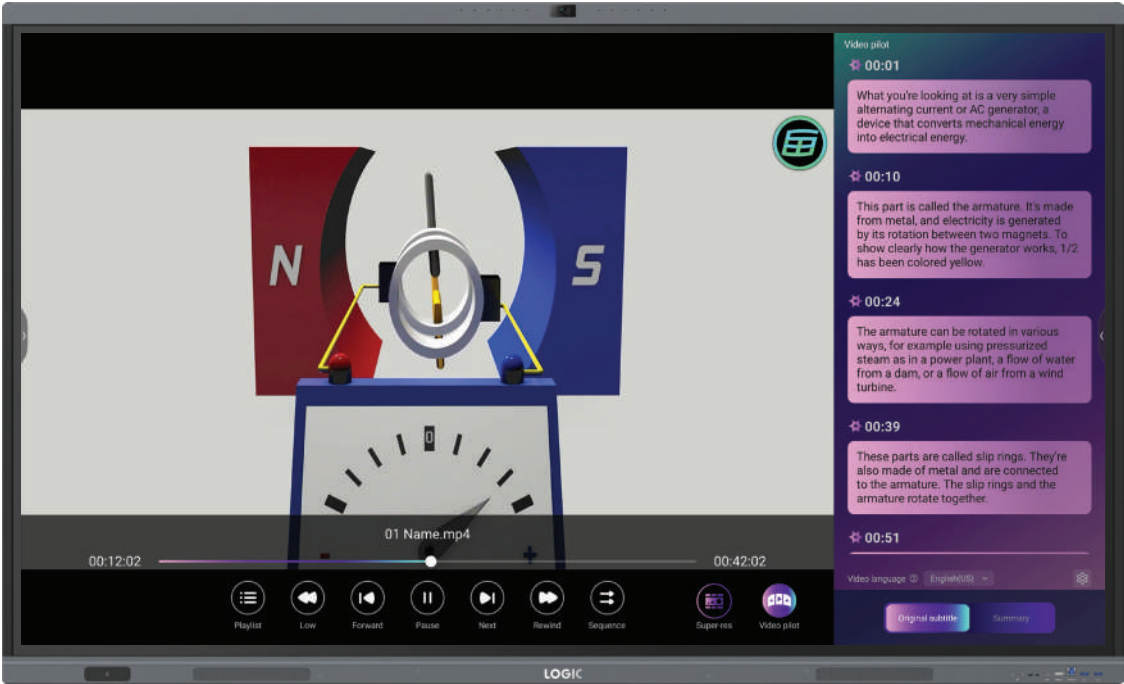 Video pilot
00:01
What you're looking at is a very simple
alternating current or AC generator, a
device that converts mechanical energy
into electrical energy.
00:10
This part is called the armature. It's made
from metal, and electricity is generated
by its rotation between two magnets. To
show clearly how the generator works, 1/2
has been colored yellow.
00:24
The armature can be rotated in various
ways, for example using pressurized
steam as in a power plant, a flow of water
from a dam, or a flow of air from a wind
turbine.
00:39
These parts are called slip rings. They're
also made of metal and are connected
to the armature. The slip rings and the
armature rotate together.
00:51
Video language English(US)
Original subtitle Summary
N S
0
- +
01 Name.mp4
00:12:02 00:42:02
Playlist Low Forward Pause Next Rewind Sequence Super-res Video pilot
LOGIC